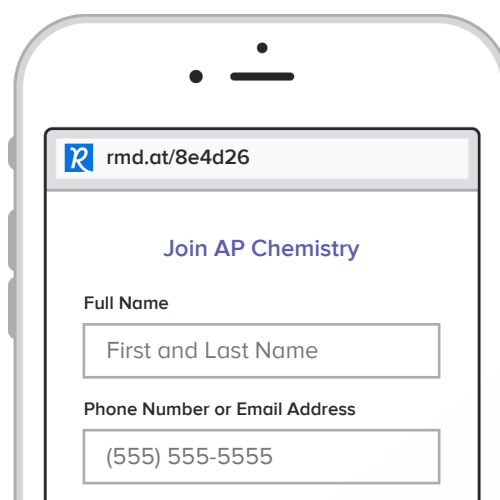 R rmd.at/8e4d26
Join AP Chemistry
Full Name
First and Last Name
Phone Number or Email Address
(555) 555-5555